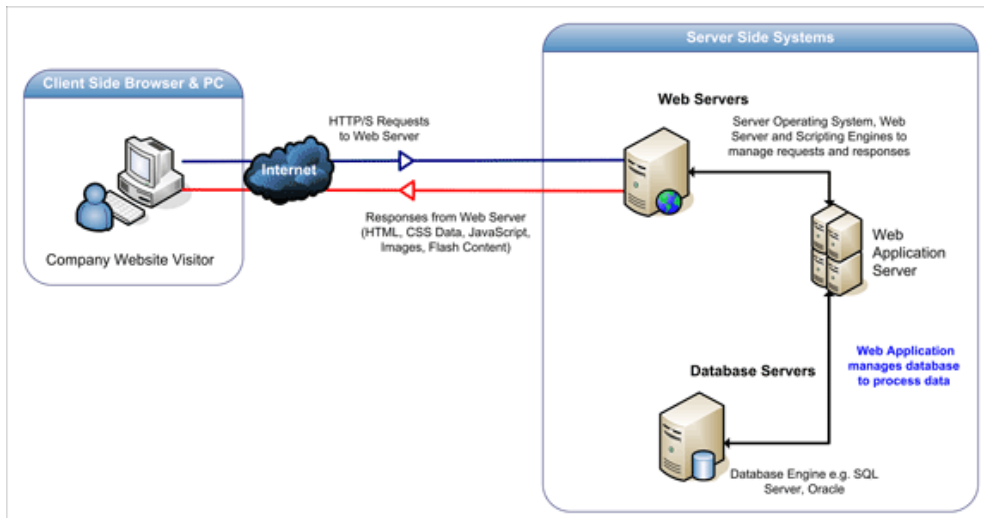 Server Side Systems
Client Side Browser & PC
Web Servers
HTTP/S Requests
to Web Server
Server Operating System, Web
Server and Scripting Engines to
manage requests and responses
Internet
Responses from Web Server
(HTML, CSS Data, JavaScript,
Images, Flash Content)
Company Website Visitor
Web
Application
Server
Web Application
manages database
to process data
Database Servers
Database Engine e.g. SQL
Server, Oracle